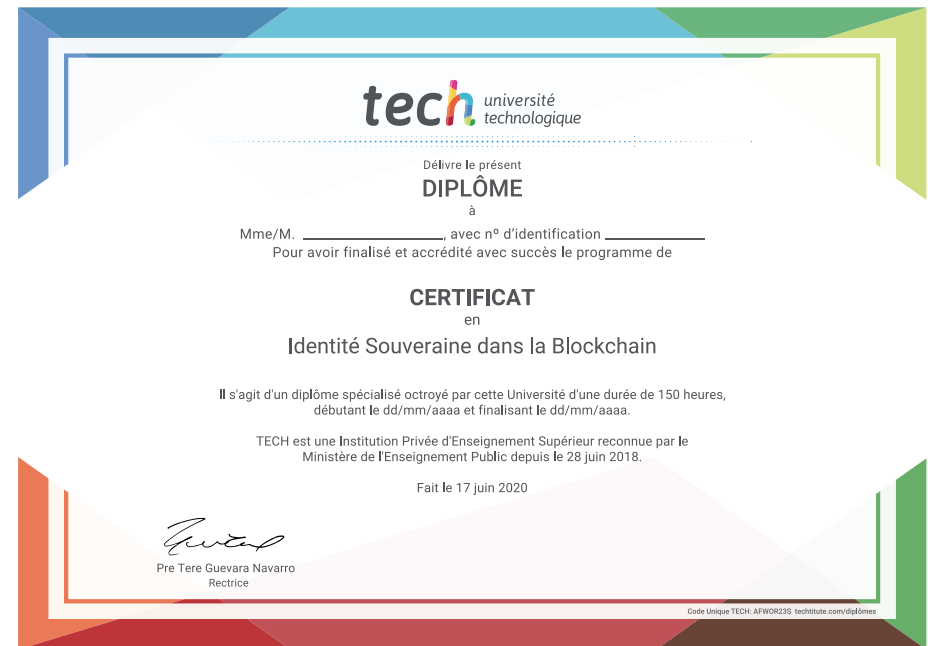 tech université
technologique
Délivre le présent
DIPLÔME
à
Mme/M. ____________________, avec nº d'identification ______________
Pour avoir finalisé et accrédité avec succès le programme de
CERTIFICAT
en
Identité Souveraine dans la Blockchain
Il s'agit d'un diplôme spécialisé octroyé par cette Université d'une durée de 150 heures,
débutant le dd/mm/aaaa et finalisant le dd/mm/aaaa.
TECH est une Institution Privée d'Enseignement Supérieur reconnue par le
Ministère de l'Enseignement Public depuis le 28 juin 2018.
Fait le 17 juin 2020
Pre Tere Guevara Navarro
Rectrice
Code Unique TECH: AFWOR23S techtitute.com/diplômes